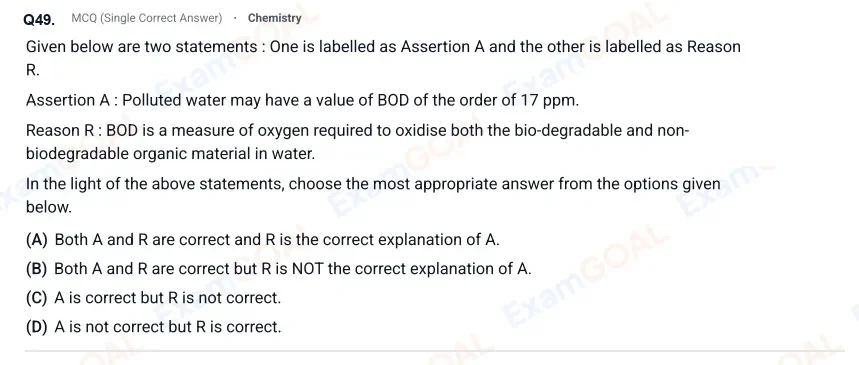 Q49. MCQ (Single Correct Answer) · Chemistry
Given below are two statements : One is labelled as Assertion A and the other is labelled as Reason
R.
Assertion A : Polluted water may have a value of BOD of the order of 17 ppm.
Reason R : BOD is a measure of oxygen required to oxidise both the bio-degradable and non-
biodegradable organic material in water.
In the light of the above statements, choose the most appropriate answer from the options given
below.
(A) Both A and R are correct and R is the correct explanation of A.
(B) Both A and R are correct but R is NOT the correct explanation of A.
(C) A is correct but R is not correct.
(D) A is not correct but R is correct.
ExamGOAL